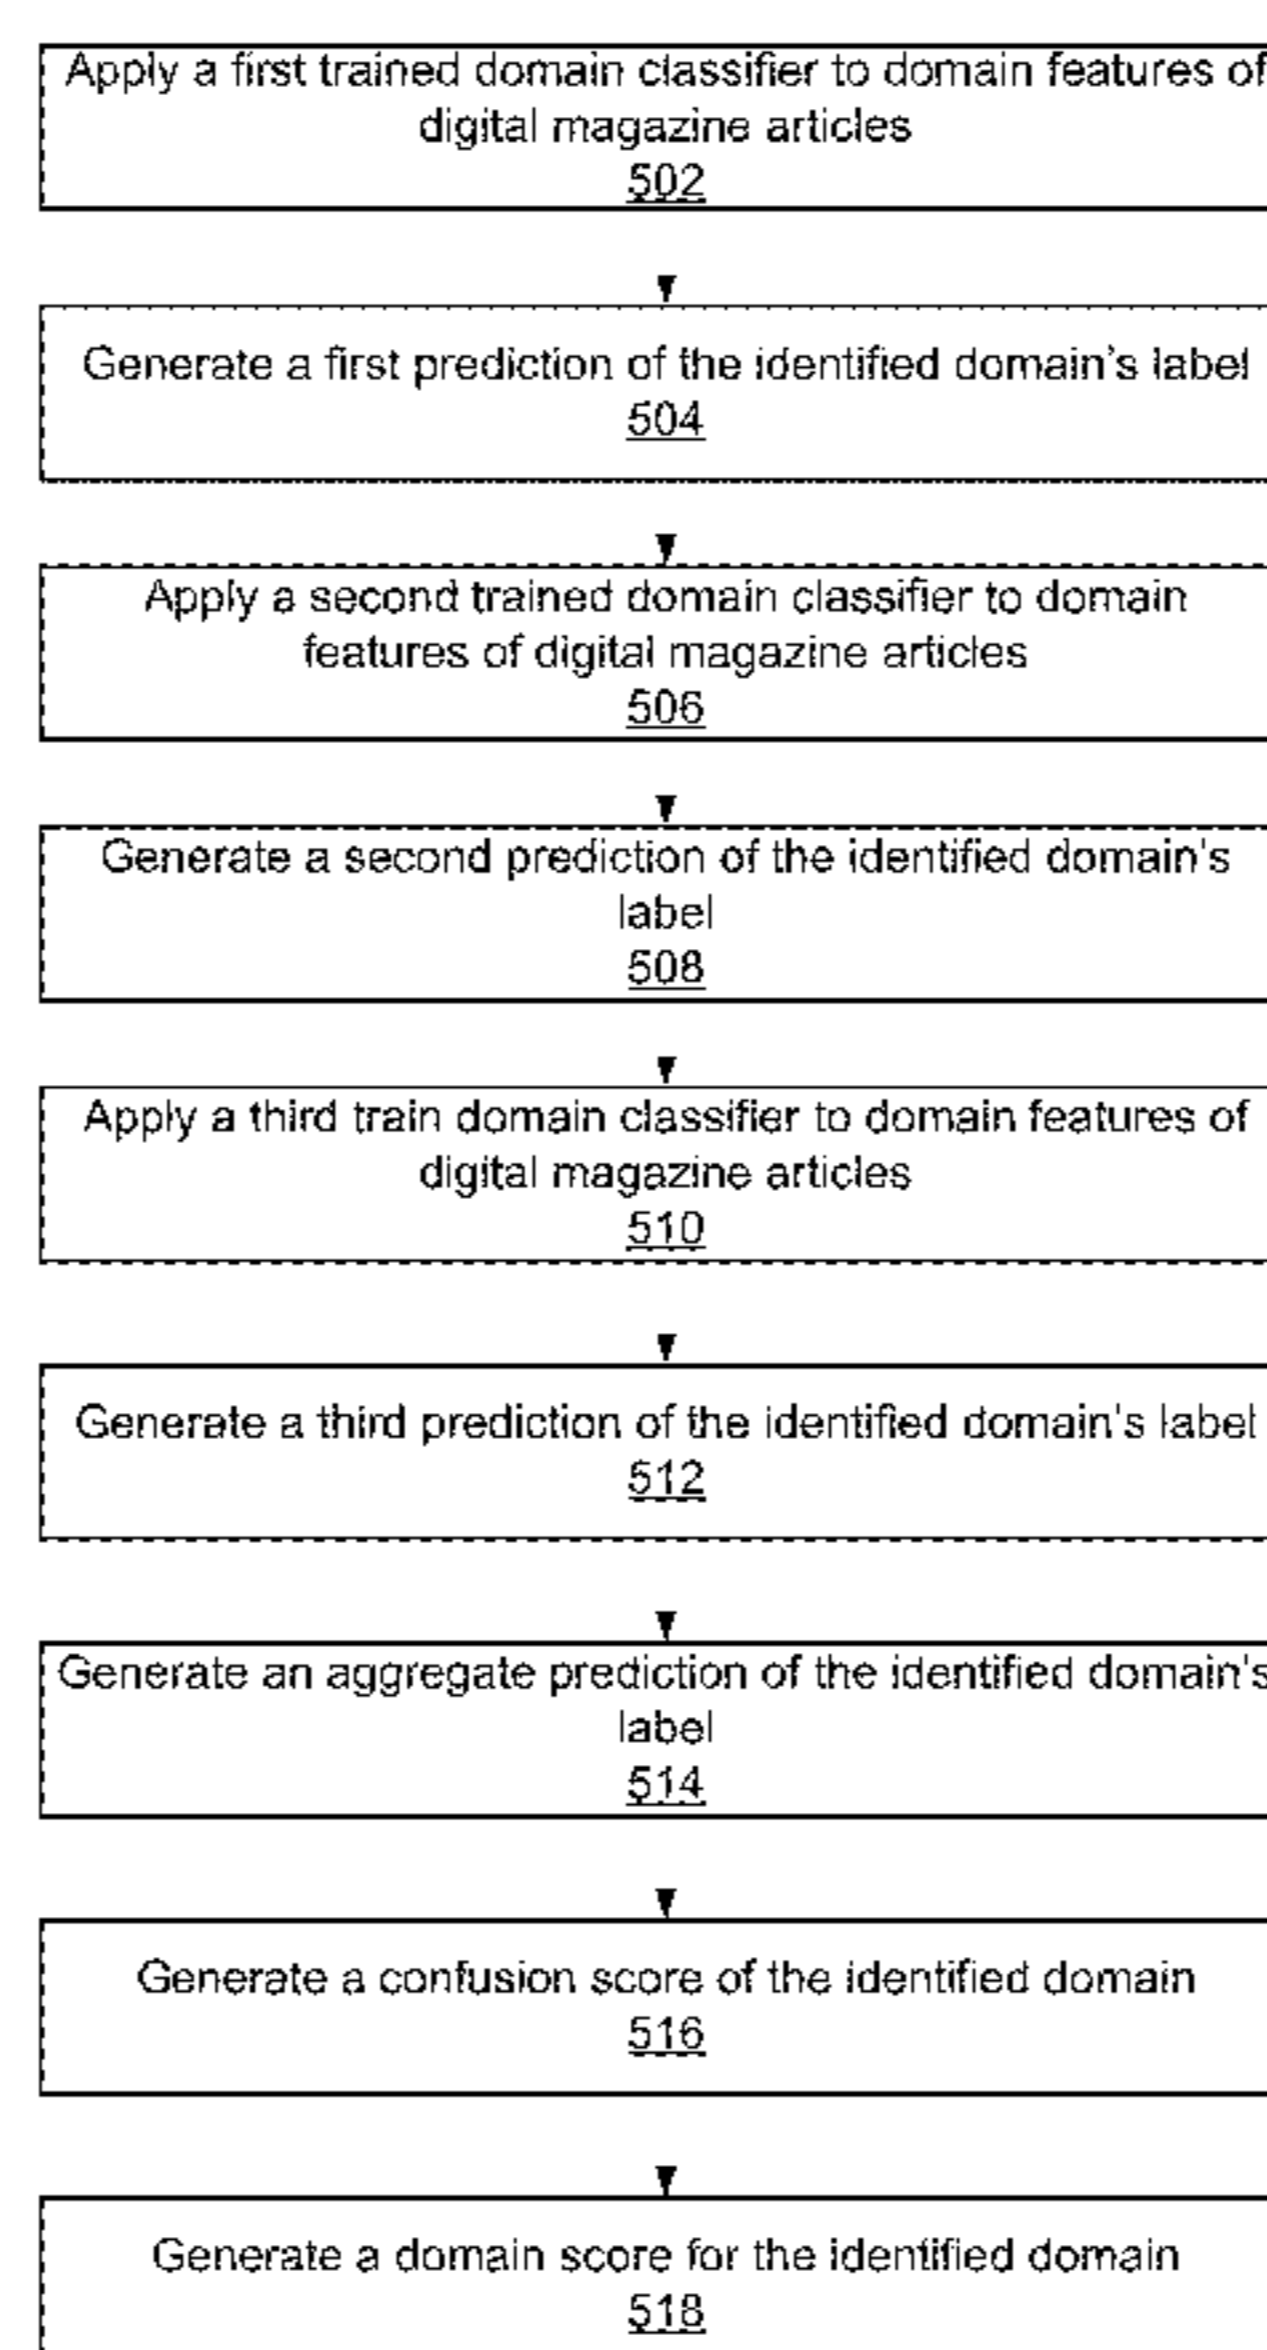 Apply a first trained domain classifier to domain features of
digital magazine articles
502
Generate a first prediction of the identified domain's label
504
Apply a second trained domain classifier to domain
features of digital magazine articles
506
Generate a second prediction of the identified domain's
label
508
Apply a third train domain classifier to domain features of
digital magazine articles
510
Generate a third prediction of the identified domain's label
512
Generate an aggregate prediction of the identified domain's
label
514
Generate a confusion score of the identified domain
516
Generate a domain score for the identified domain
518